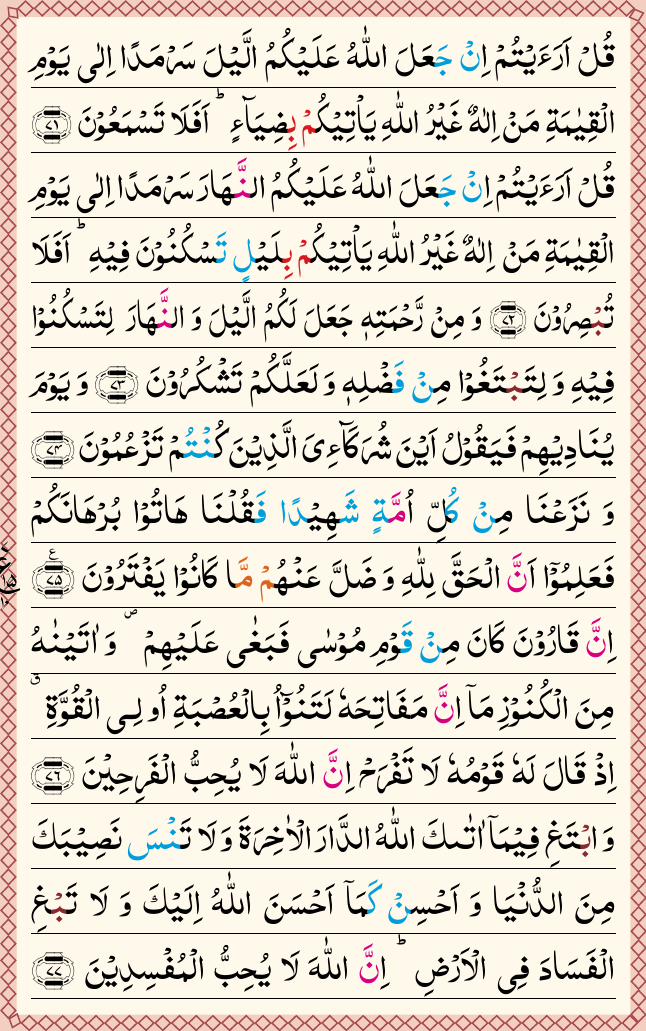 قُلْ اَرَءَيْتُمْ اِنْ جَعَلَ اللّٰهُ عَلَيْكُمُ الَّيْلَ سَرْمَدًا اِلٰى يَوْمِ
الْقِيٰمَةِ مَنْ اِلٰهٌ غَيْرُ اللّٰهِ يَاْتِيْكُمْ بِضِيَآءٍ ؕ اَفَلَا تَسْمَعُوْنَ ﴿۷۱﴾
قُلْ اَرَءَيْتُمْ اِنْ جَعَلَ اللّٰهُ عَلَيْكُمُ النَّهَارَ سَرْمَدًا اِلٰى يَوْمِ
الْقِيٰمَةِ مَنْ اِلٰهٌ غَيْرُ اللّٰهِ يَاْتِيْكُمْ بِلَيْلٍ تَسْكُنُوْنَ فِيْهِ ؕ اَفَلَا
تُبْصِرُوْنَ ﴿۷۲﴾ وَ مِنْ رَّحْمَتِهٖ جَعَلَ لَكُمُ الَّيْلَ وَ النَّهَارَ لِتَسْكُنُوْا
فِيْهِ وَ لِتَبْتَغُوْا مِنْ فَضْلِهٖ وَ لَعَلَّكُمْ تَشْكُرُوْنَ ﴿۷۳﴾ وَ يَوْمَ
يُنَادِيْهِمْ فَيَقُوْلُ اَيْنَ شُرَكَآءِیَ الَّذِيْنَ كُنْتُمْ تَزْعُمُوْنَ ﴿۷۴﴾
وَ نَزَعْنَا مِنْ كُلِّ اُمَّةٍ شَهِيْدًا فَقُلْنَا هَاتُوْا بُرْهَانَكُمْ
فَعَلِمُوْۤا اَنَّ الْحَقَّ لِلّٰهِ وَ ضَلَّ عَنْهُمْ مَّا كَانُوْا يَفْتَرُوْنَ ﴿۷۵﴾ ع
اِنَّ قَارُوْنَ كَانَ مِنْ قَوْمِ مُوْسٰى فَبَغٰى عَلَيْهِمْ ۪ وَ اٰتَيْنٰهُ
مِنَ الْكُنُوْزِ مَاۤ اِنَّ مَفَاتِحَهٗ لَتَنُوْٓاُ بِالْعُصْبَةِ اُولِی الْقُوَّةِ ۗ
اِذْ قَالَ لَهٗ قَوْمُهٗ لَا تَفْرَحْ اِنَّ اللّٰهَ لَا يُحِبُّ الْفَرِحِيْنَ ﴿۷۶﴾
وَ ابْتَغِ فِيْمَاۤ اٰتٰىكَ اللّٰهُ الدَّارَ الْاٰخِرَةَ وَ لَا تَنْسَ نَصِيْبَكَ
مِنَ الدُّنْيَا وَ اَحْسِنْ كَمَاۤ اَحْسَنَ اللّٰهُ اِلَيْكَ وَ لَا تَبْغِ
الْفَسَادَ فِی الْاَرْضِ ؕ اِنَّ اللّٰهَ لَا يُحِبُّ الْمُفْسِدِيْنَ ﴿۷۷﴾